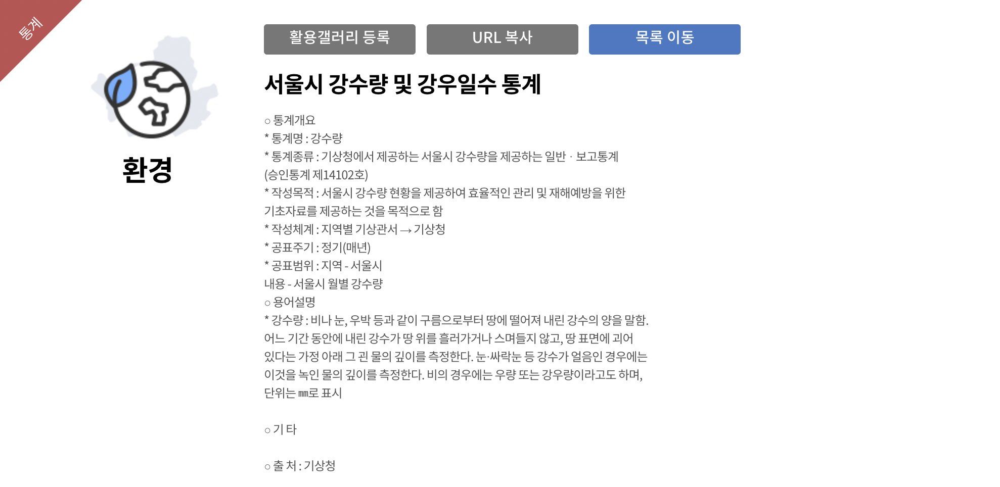 통계
환경
활용갤러리 등록
URL 복사
목록 이동
서울시 강수량 및 강우일수 통계
○ 통계개요
* 통계명 : 강수량
* 통계종류 : 기상청에서 제공하는 서울시 강수량을 제공하는 일반ㆍ보고통계
(승인통계 제14102호)
* 작성목적 : 서울시 강수량 현황을 제공하여 효율적인 관리 및 재해예방을 위한
기초자료를 제공하는 것을 목적으로 함
* 작성체계 : 지역별 기상관서 → 기상청
* 공표주기 : 정기(매년)
* 공표범위 : 지역 - 서울시
내용 - 서울시 월별 강수량
○ 용어설명
* 강수량 : 비나 눈, 우박 등과 같이 구름으로부터 땅에 떨어져 내린 강수의 양을 말함.
어느 기간 동안에 내린 강수가 땅 위를 흘러가거나 스며들지 않고, 땅 표면에 괴어
있다는 가정 아래 그 괸 물의 깊이를 측정한다. 눈·싸락눈 등 강수가 얼음인 경우에는
이것을 녹인 물의 깊이를 측정한다. 비의 경우에는 우량 또는 강우량이라고도 하며,
단위는 ㎜로 표시
○ 기 타
○ 출 처 : 기상청